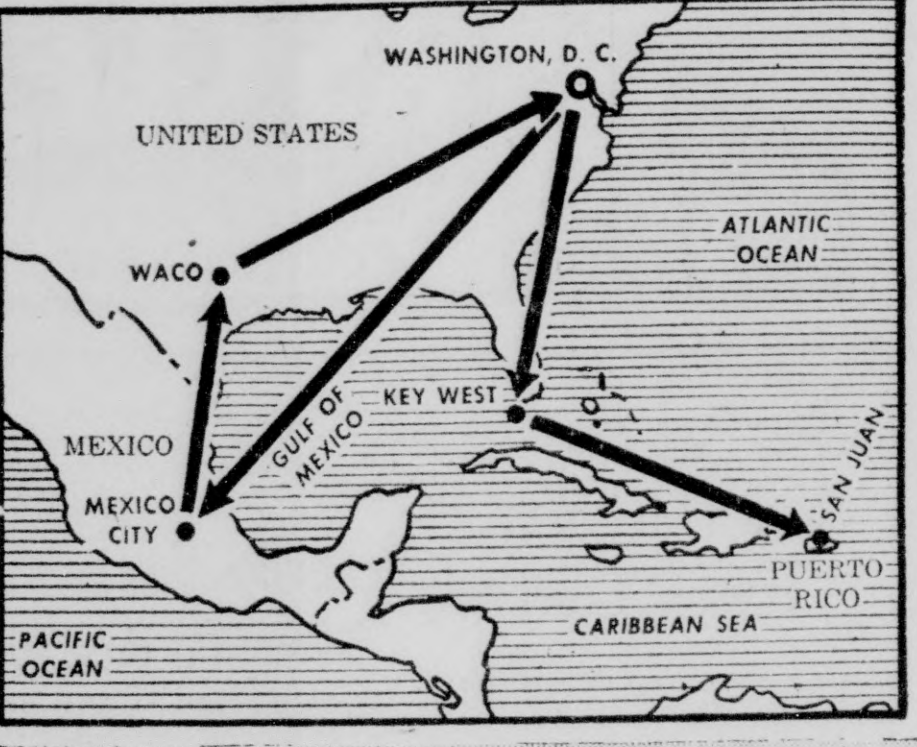 WASHINGTON, D. C.
UNITED STATES
ATLANTIC
OCEAN
WACO
KEY WEST
GULF OF
MEXICO
MEXICO
MEXICO
CITY
SAN JUAN
PUERTO
RICO
CARIBBEAN SEA
PACIFIC
OCEAN